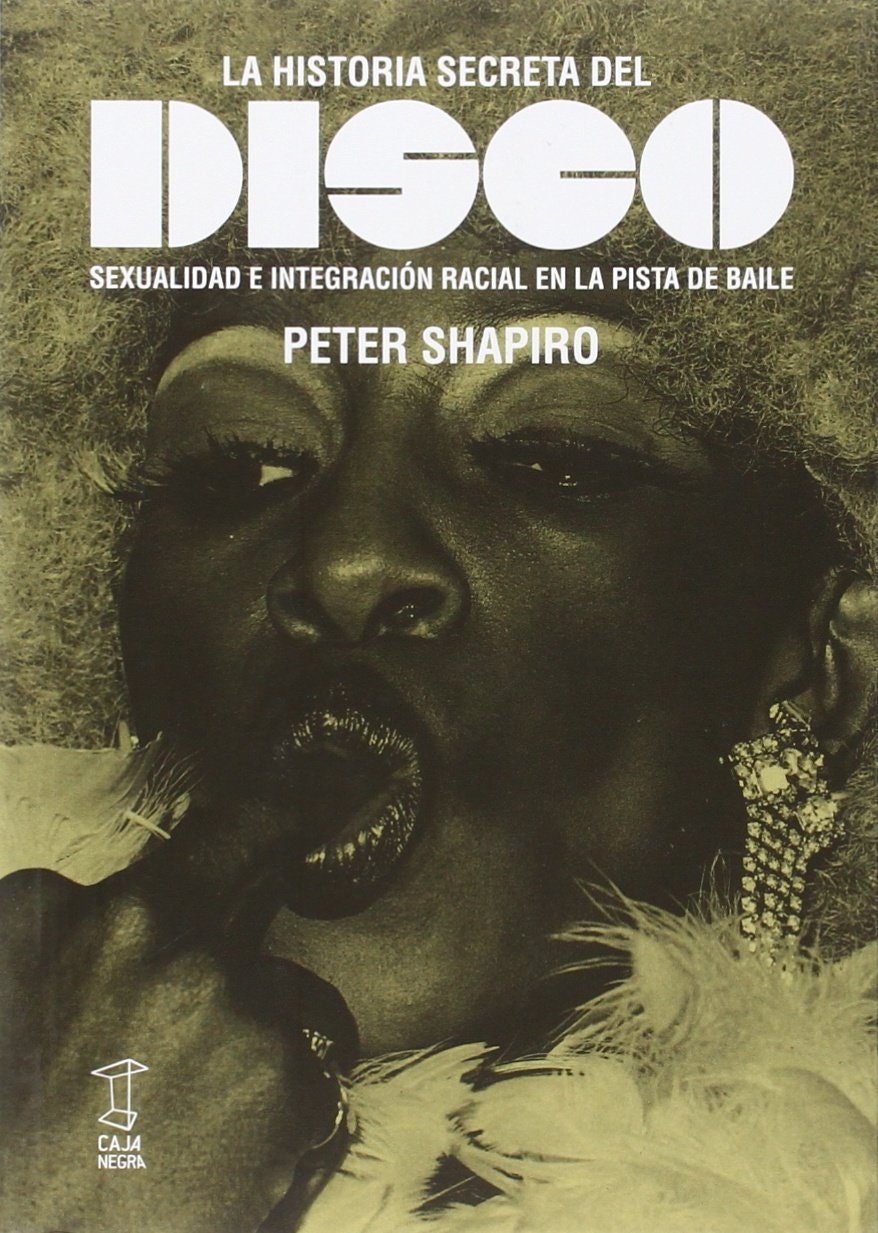 LA HISTORIA SECRETA DEL
DISCO
SEXUALIDAD E INTEGRACIÓN RACIAL EN LA PISTA DE BAILE
PETER SHAPIRO
CAJA
NEGRA